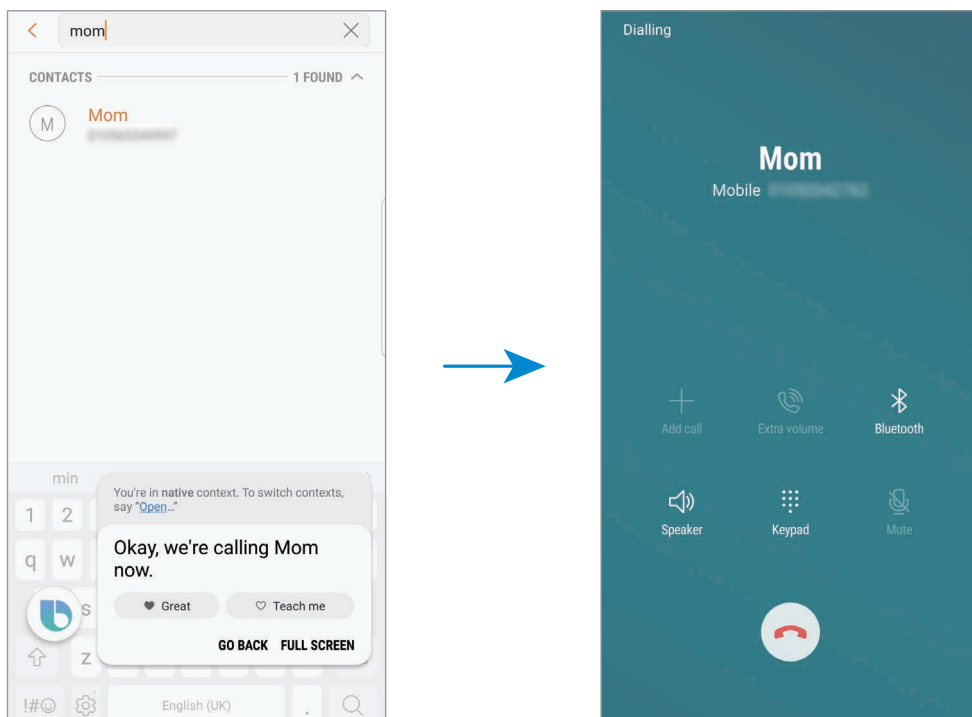 mom
CONTACTS 1 FOUND
M
Mom
min
You're in native context. To switch contexts,
say "Open..."
1 2
Okay, we're calling Mom
now.
q w
Great Teach me
s
GO BACK FULL SCREEN
z
!#☺ English (UK) .
Dialling
Mom
Mobile
Add call Extra volume Bluetooth
Speaker Keypad Mute